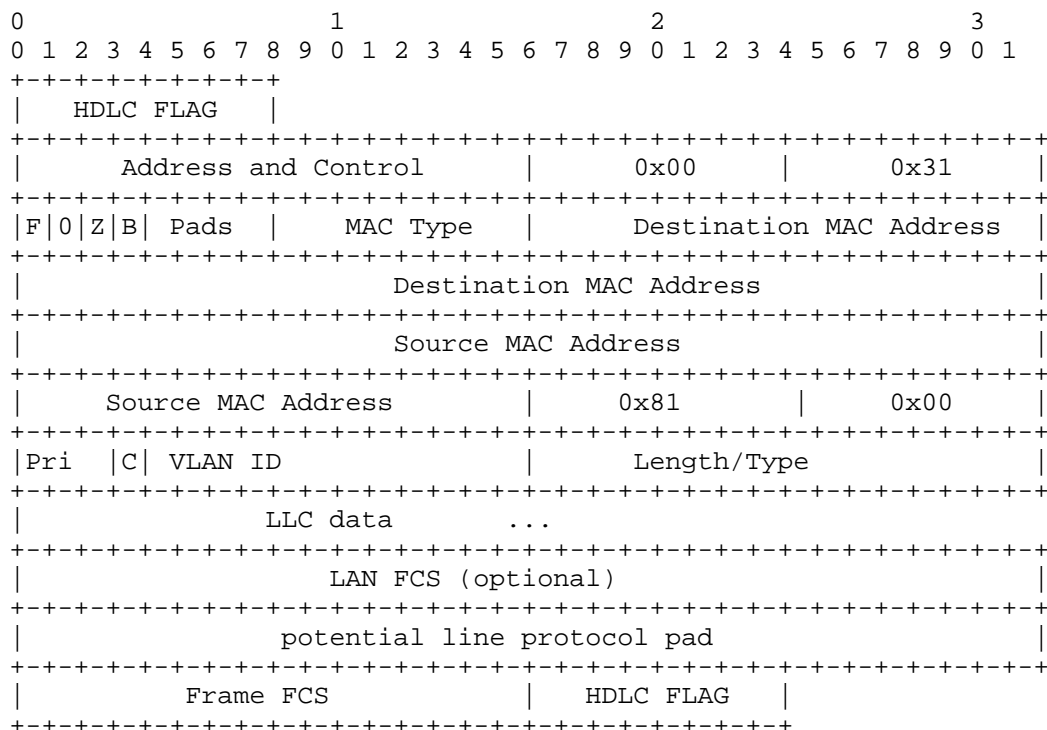 0                   1                   2                   3
0 1 2 3 4 5 6 7 8 9 0 1 2 3 4 5 6 7 8 9 0 1 2 3 4 5 6 7 8 9 0 1
+-+-+-+-+-+-+-+-+
|   HDLC FLAG   |
+-+-+-+-+-+-+-+-+-+-+-+-+-+-+-+-+-+-+-+-+-+-+-+-+-+-+-+-+-+-+-+-+
|      Address and Control      |      0x00     |      0x31     |
+-+-+-+-+-+-+-+-+-+-+-+-+-+-+-+-+-+-+-+-+-+-+-+-+-+-+-+-+-+-+-+-+
|F|0|Z|B| Pads  |    MAC Type   |      Destination MAC Address  |
+-+-+-+-+-+-+-+-+-+-+-+-+-+-+-+-+-+-+-+-+-+-+-+-+-+-+-+-+-+-+-+-+
|                       Destination MAC Address                 |
+-+-+-+-+-+-+-+-+-+-+-+-+-+-+-+-+-+-+-+-+-+-+-+-+-+-+-+-+-+-+-+-+
|                       Source MAC Address                      |
+-+-+-+-+-+-+-+-+-+-+-+-+-+-+-+-+-+-+-+-+-+-+-+-+-+-+-+-+-+-+-+-+
|     Source MAC Address        |     0x81       |     0x00     |
+-+-+-+-+-+-+-+-+-+-+-+-+-+-+-+-+-+-+-+-+-+-+-+-+-+-+-+-+-+-+-+-+
|Pri  |C| VLAN ID               |      Length/Type              |
+-+-+-+-+-+-+-+-+-+-+-+-+-+-+-+-+-+-+-+-+-+-+-+-+-+-+-+-+-+-+-+-+
|               LLC data       ...
+-+-+-+-+-+-+-+-+-+-+-+-+-+-+-+-+-+-+-+-+-+-+-+-+-+-+-+-+-+-+-+-+
|                   LAN FCS (optional)                          |
+-+-+-+-+-+-+-+-+-+-+-+-+-+-+-+-+-+-+-+-+-+-+-+-+-+-+-+-+-+-+-+-+
|                potential line protocol pad                    |
+-+-+-+-+-+-+-+-+-+-+-+-+-+-+-+-+-+-+-+-+-+-+-+-+-+-+-+-+-+-+-+-+
|          Frame FCS            |   HDLC FLAG   |
+-+-+-+-+-+-+-+-+-+-+-+-+-+-+-+-+-+-+-+-+-+-+-+-+